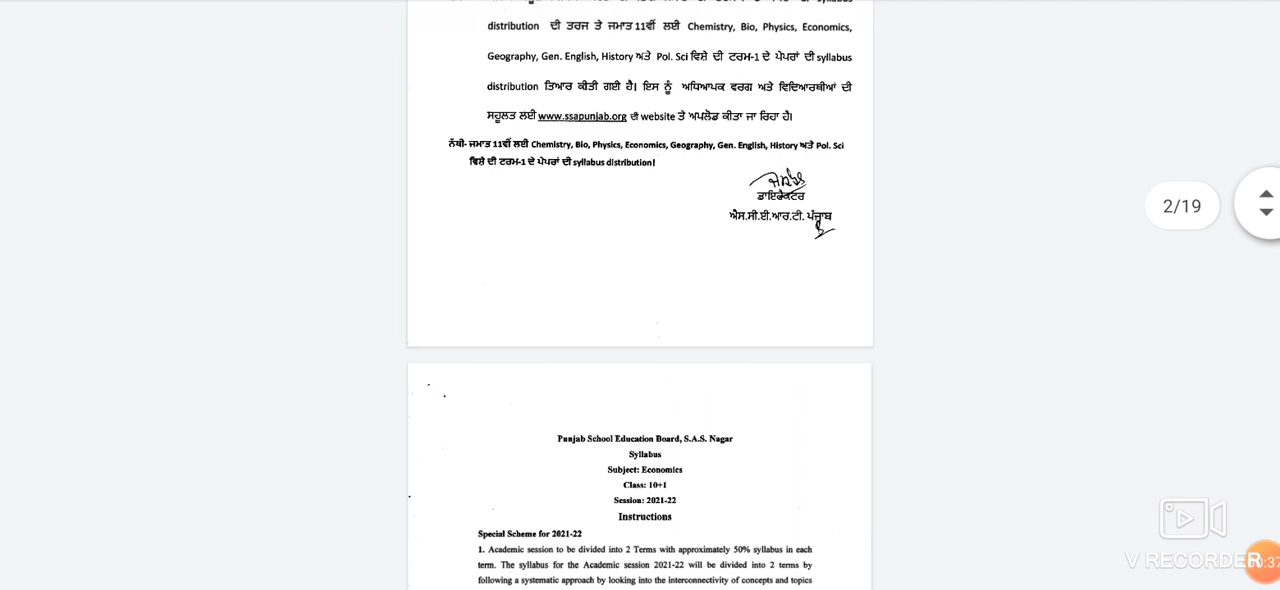 distribution ਦੀ ਤਰਜ ਤੇ ਜਮਾਤ 11ਵੀਂ ਲਈ Chemistry, Bio, Physics, Economics,
Geography, Gen. English, History ਅਤੇ Pol. Sci ਵਿਸ਼ੇ ਦੀ ਟਰਮ-1 ਦੇ ਪੇਪਰਾਂ ਦੀ syllabus
distribution ਤਿਆਰ ਕੀਤੀ ਗਈ ਹੈ। ਇਸ ਨੂੰ ਅਧਿਆਪਕ ਵਰਗ ਅਤੇ ਵਿਦਿਆਰਥੀਆਂ ਦੀ
ਸਹੂਲਤ ਲਈ www.ssapunjab.org ਦੀ website ਤੇ ਅਪਲੋਡ ਕੀਤਾ ਜਾ ਰਿਹਾ ਹੈ।
ਨੱਥੀ- ਜਮਾਤ 11ਵੀਂ ਲਈ Chemistry, Bio, Physics, Economics, Geography, Gen. English, History ਅਤੇ Pol. Sci
ਵਿਸ਼ੇ ਦੀ ਟਰਮ-1 ਦੇ ਪੇਪਰਾਂ ਦੀ syllabus distribution।
ਡਾਇਰੈਕਟਰ
ਐਸ.ਸੀ.ਈ.ਆਰ.ਟੀ. ਪੰਜਾਬ
2/19
Punjab School Education Board, S.A.S. Nagar
Syllabus
Subject: Economics
Class: 10+1
Session: 2021-22
Instructions
Special Scheme for 2021-22
1. Academic session to be divided into 2 Terms with approximately 50% syllabus in each
term. The syllabus for the Academic session 2021-22 will be divided into 2 terms by
following a systematic approach by looking into the interconnectivity of concepts and topics
V RECORDER